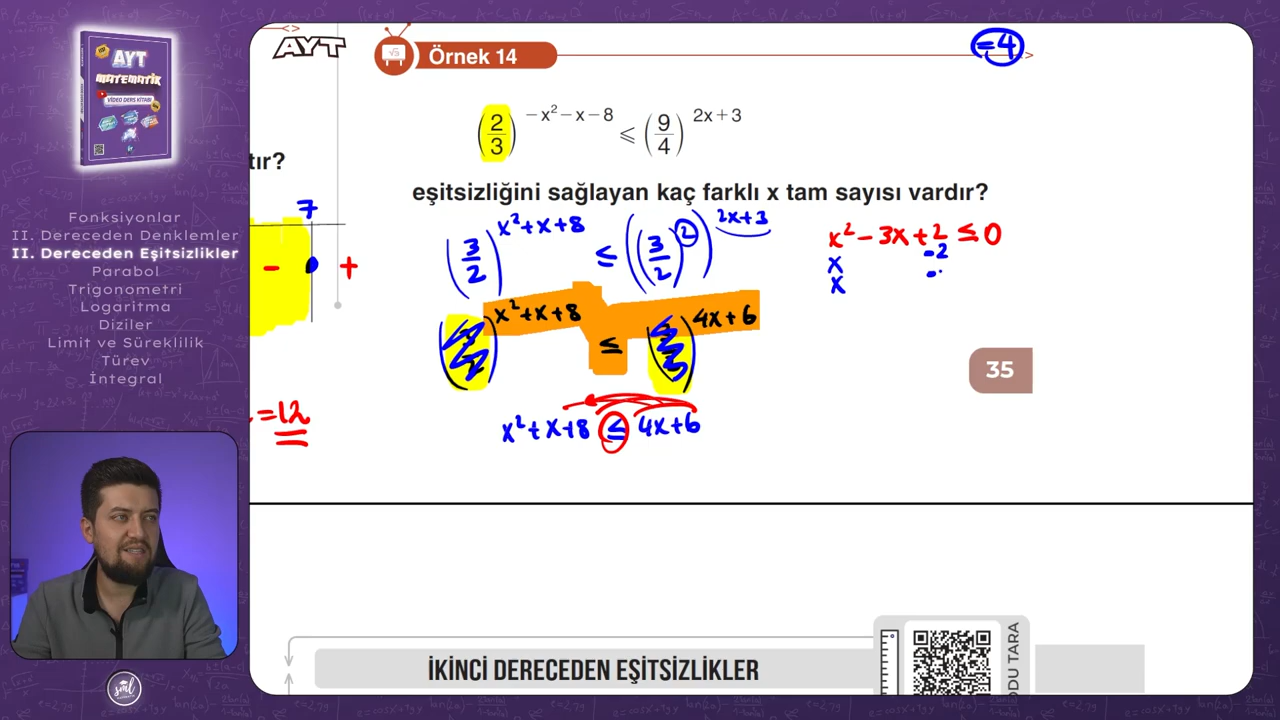 AYT
MATEMATİK
VİDEO DERS KİTABI
Fonksiyonlar
II. Dereceden Denklemler
II. Dereceden Eşitsizlikler
Parabol
Trigonometri
Logaritma
Diziler
Limit ve Süreklilik
Türev
İntegral
sml
tır?
7
- +
=12
AYT
√5
Örnek 14
=4
(2/3)^(-x²-x-8) ⩽ (9/4)^(2x+3)
eşitsizliğini sağlayan kaç farklı x tam sayısı vardır?
(3/2)^(x²+x+8) ≤ ((3/2)^2)^(2x+3)
x²+x+8 ≤ 4x+6
x²+x+8 ≤ 4x+6
x²-3x+2 ≤0
x -2
x -
35
İKİNCİ DERECEDEN EŞİTSİZLİKLER
ODU TARA